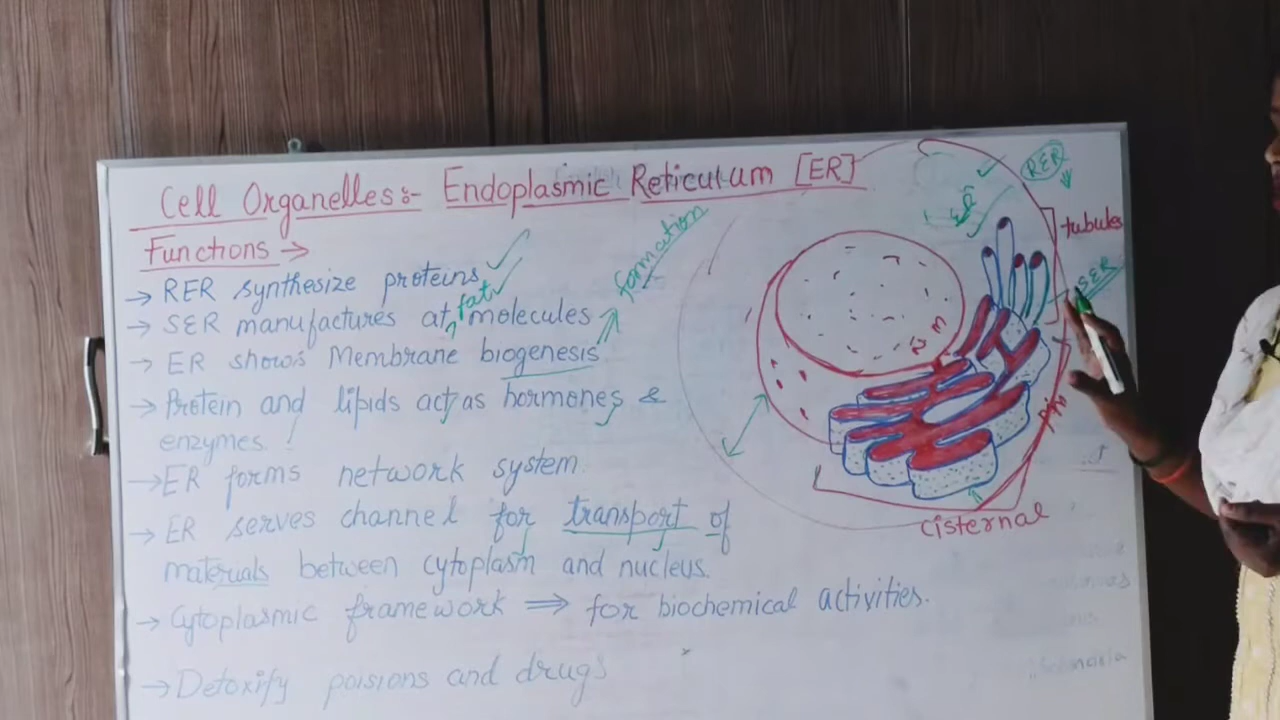 Cell Organelles:- Endoplasmic Reticulum [ER]
Functions →
→ RER synthesize proteins
fat
→ SER manufactures at molecules
→ ER shows Membrane biogenesis
formation
→ Protein and lipids act as hormones &
enzymes.
→ ER forms network system.
→ ER serves channel for transport of
materials between cytoplasm and nucleus.
→ Cytoplasmic framework ⇒ for biochemical activities.
→ Detoxify poisions and drugs
RER
tubules
SER
N M
cisternal